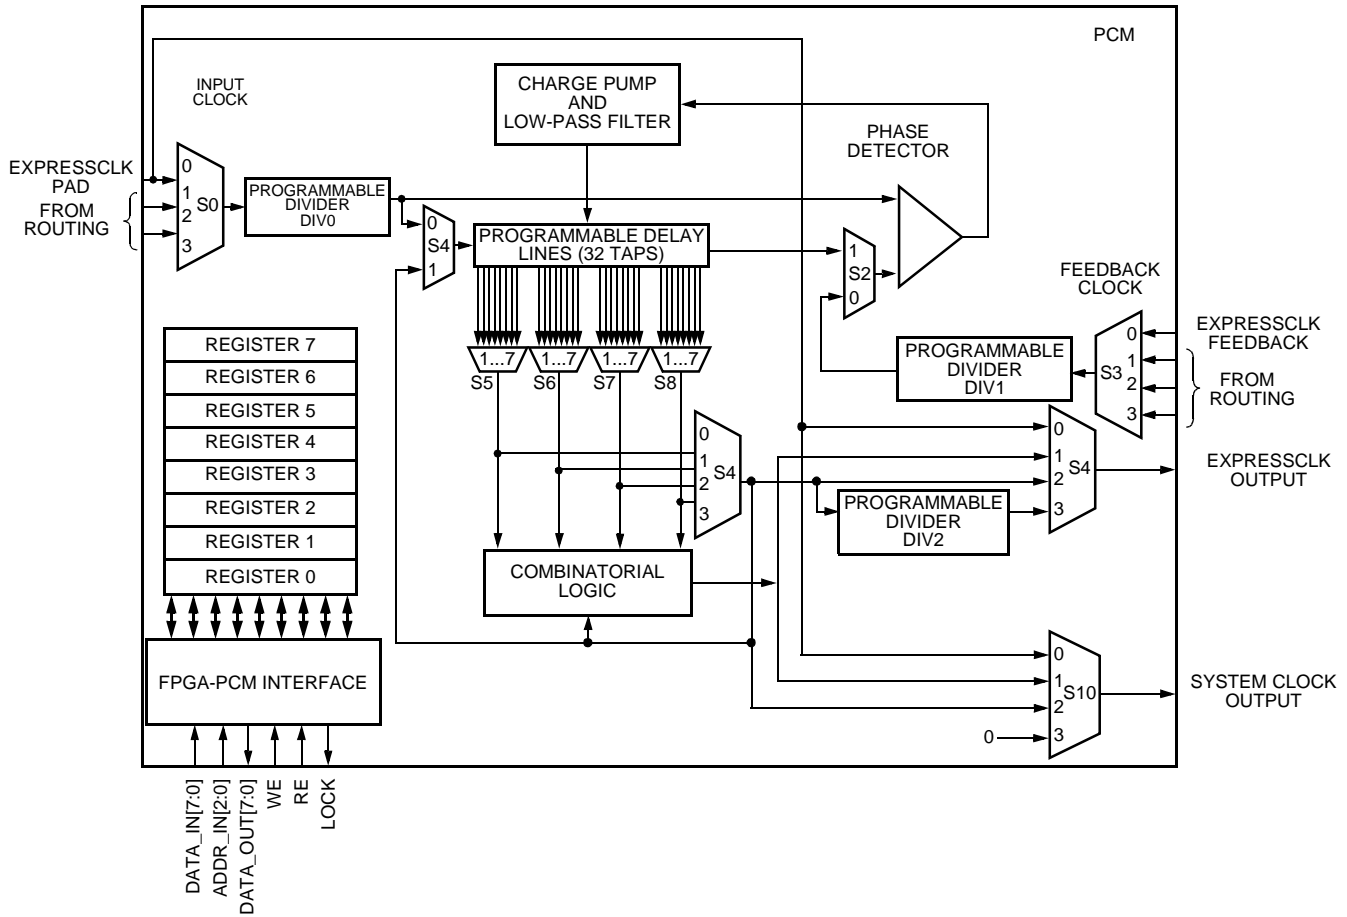 PCM
INPUT
CLOCK
CHARGE PUMP
AND
LOW-PASS FILTER
PHASE
DETECTOR
EXPRESSCLK
PAD
FROM
ROUTING
0
1
2
3
S0
PROGRAMMABLE
DIVIDER
DIV0
0
S4
1
PROGRAMMABLE DELAY
LINES (32 TAPS)
1
S2
0
FEEDBACK
CLOCK
EXPRESSCLK
FEEDBACK
FROM
ROUTING
0
1
2
3
S3
PROGRAMMABLE
DIVIDER
DIV1
REGISTER 7
REGISTER 6
REGISTER 5
REGISTER 4
REGISTER 3
REGISTER 2
REGISTER 1
REGISTER 0
1...7
1...7
1...7
1...7
S5
S6
S7
S8
0
1
2
3
S4
0
1
2
3
S4
EXPRESSCLK
OUTPUT
PROGRAMMABLE
DIVIDER
DIV2
COMBINATORIAL
LOGIC
FPGA-PCM INTERFACE
0
1
2
3
S10
0
SYSTEM CLOCK
OUTPUT
DATA_IN[7:0]
ADDR_IN[2:0]
DATA_OUT[7:0]
WE
RE
LOCK